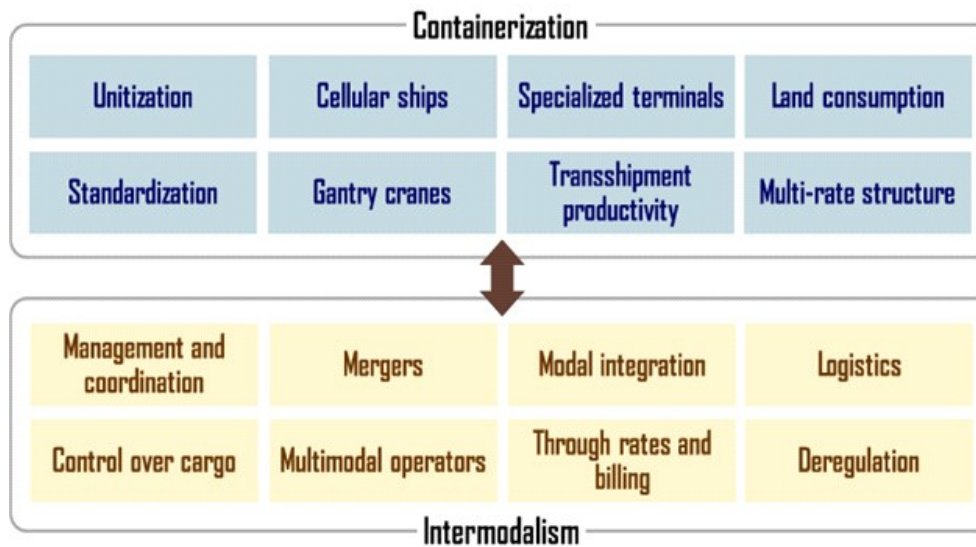 Containerization
Unitization
Cellular ships
Specialized terminals
Land consumption
Standardization
Gantry cranes
Transshipment
productivity
Multi-rate structure
Management and
coordination
Mergers
Modal integration
Logistics
Control over cargo
Multimodal operators
Through rates and
billing
Deregulation
Intermodalism